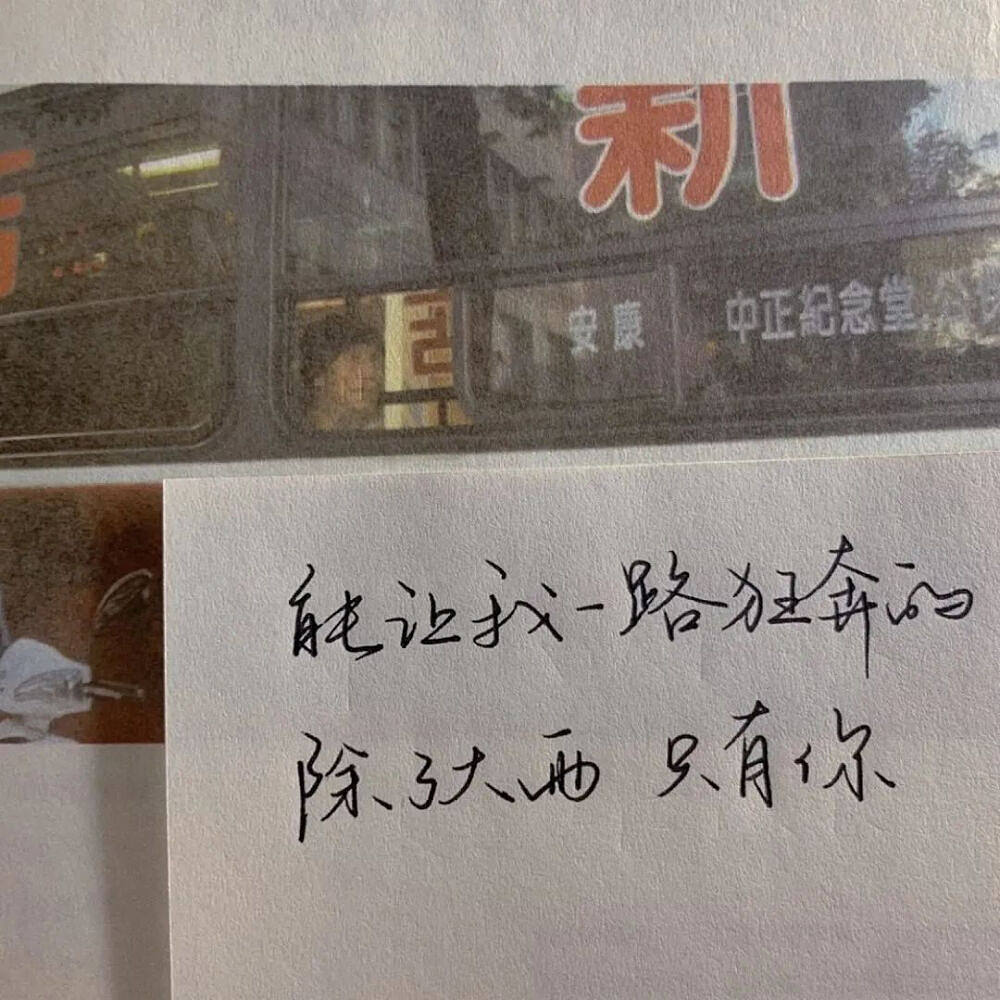 新
安康
中正紀念堂
能让我一路狂奔的
除了大雨 只有你